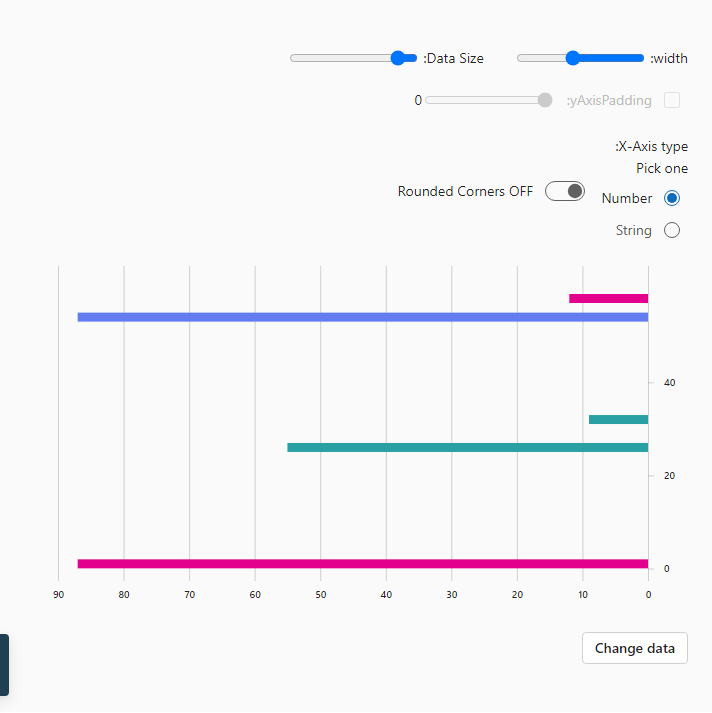 :width
:Data Size
:yAxisPadding
0
:X-Axis type
Pick one
Number
Rounded Corners OFF
String
40
20
0
90 80 70 60 50 40 30 20 10 0
Change data